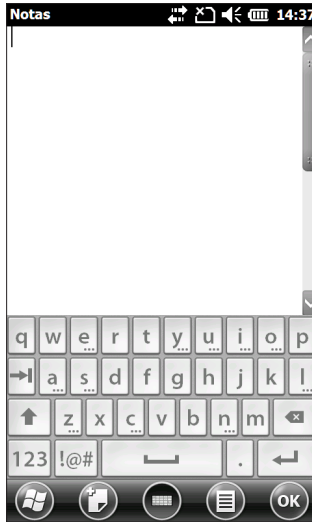 Notas 14:37
q w e r t y u i o p
a s d f g h j k l
z x c v b n m
123 !@# .
OK